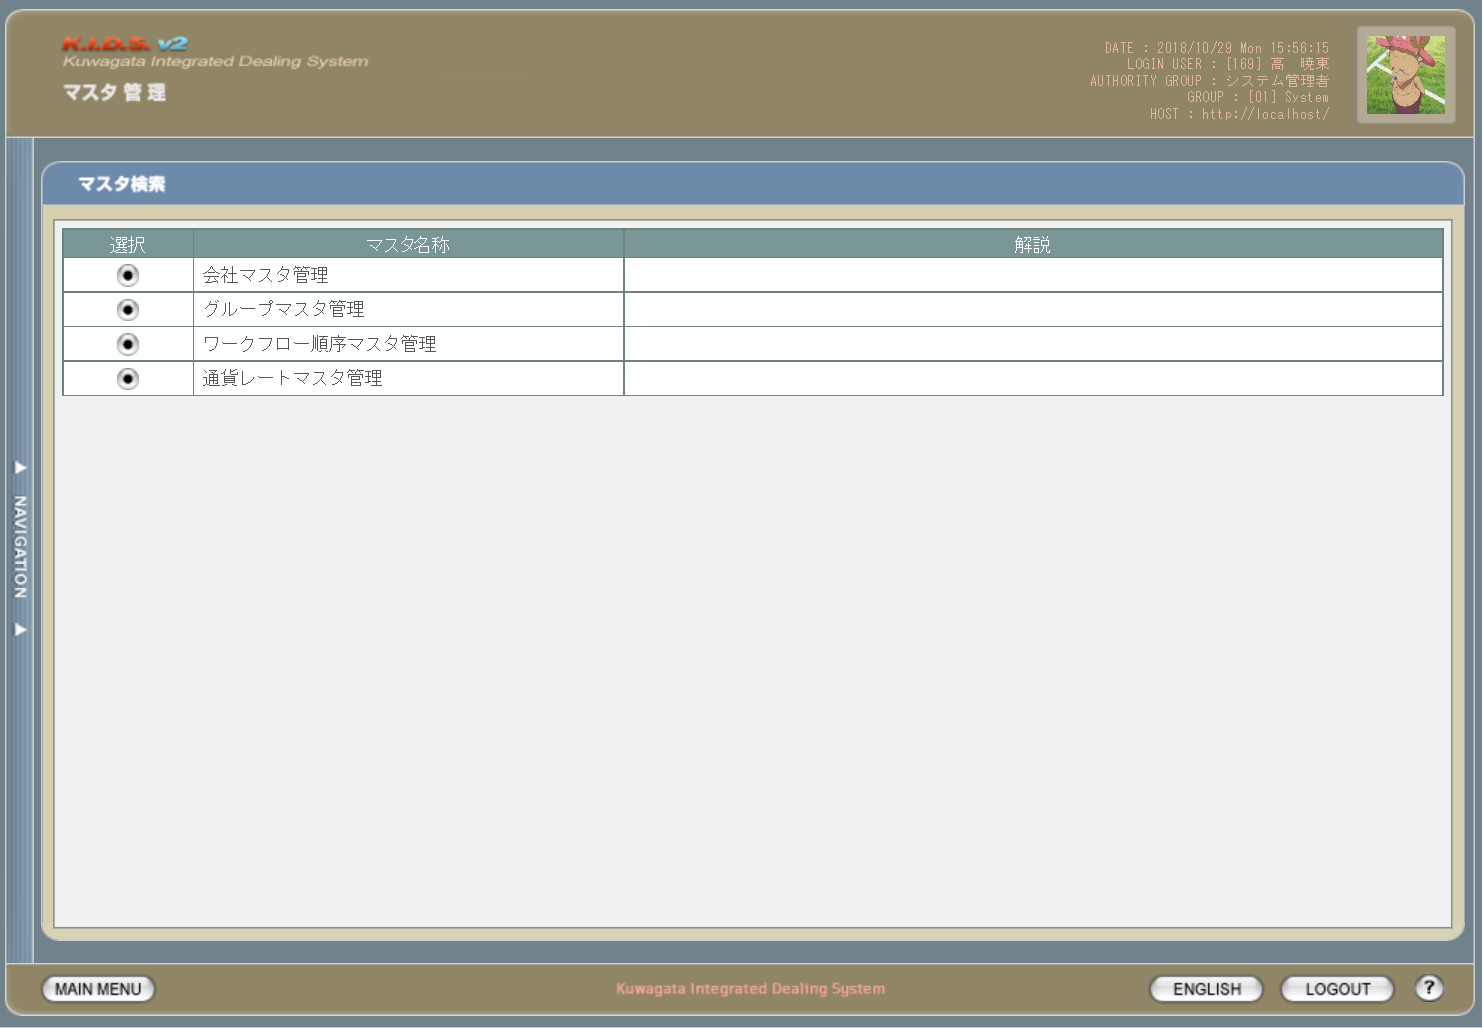 K.I.D.S. v2
Kuwagata Integrated Dealing System
マスタ管理
DATE : 2018/10/29 Mon 15:56:15
LOGIN USER : [169] 高　暁東
AUTHORITY GROUP : システム管理者
GROUP : [01] System
HOST : http://localhost/
マスタ検索
選択 マスタ名称 解説
会社マスタ管理
グループマスタ管理
ワークフロー順序マスタ管理
通貨レートマスタ管理
NAVIGATION
MAIN MENU
Kuwagata Integrated Dealing System
ENGLISH
LOGOUT
?